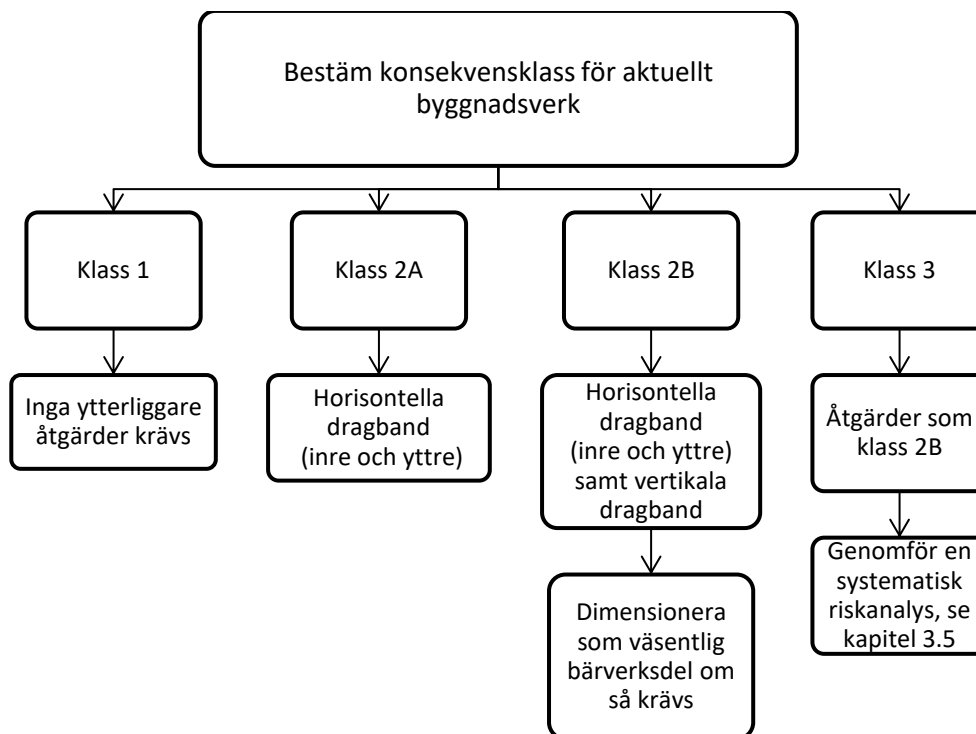 Bestäm konsekvensklass för aktuellt
byggnadsverk
Klass 1
Klass 2A
Klass 2B
Klass 3
Inga ytterliggare
åtgärder krävs
Horisontella
dragband
(inre och yttre)
Horisontella
dragband
(inre och yttre)
samt vertikala
dragband
Åtgärder som
klass 2B
Dimensionera
som väsentlig
bärverksdel om
så krävs
Genomför en
systematisk
riskanalys, se
kapitel 3.5